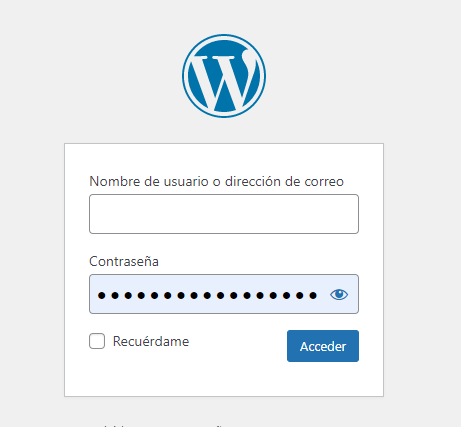 Nombre de usuario o dirección de correo
Contraseña
Recuérdame
Acceder